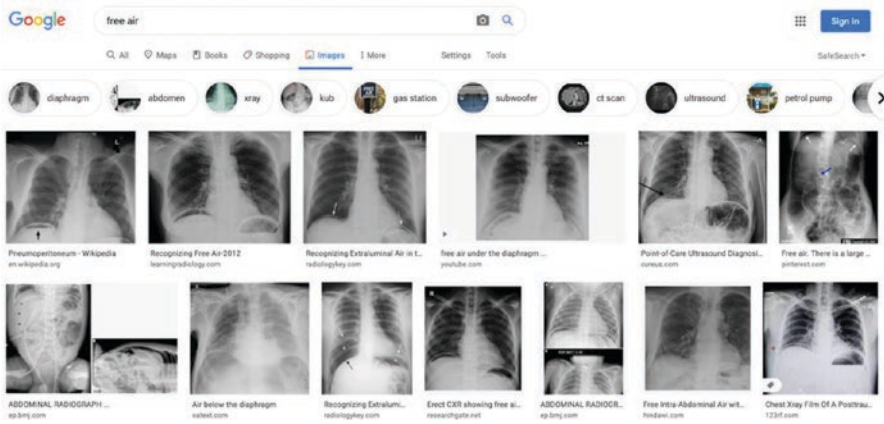 Google
free air
Sign in
All Maps Books Shopping Images More Settings Tools
SafeSearch
diaphragm abdomen xray kub gas station subwoofer ct scan ultrasound petrol pump
Pneumoperitoneum - Wikipedia
en.wikipedia.org
Recognizing Free Air-2012
learningradiology.com
Recognizing Extraluminal Air in t...
radiologykey.com
free air under the diaphragm ...
youtube.com
Point-of-Care Ultrasound Diagnosi...
cureus.com
Free air. There is a large ...
pinterest.com
ABDOMINAL RADIOGRAPH ...
ep.bmj.com
Air below the diaphragm
oatext.com
Recognizing Extralumi...
radiologykey.com
Erect CXR showing free ai...
researchgate.net
ABDOMINAL RADIOGR...
ep.bmj.com
Free Intra-Abdominal Air wit...
hindawi.com
Chest Xray Film Of A Posttrau...
123rf.com